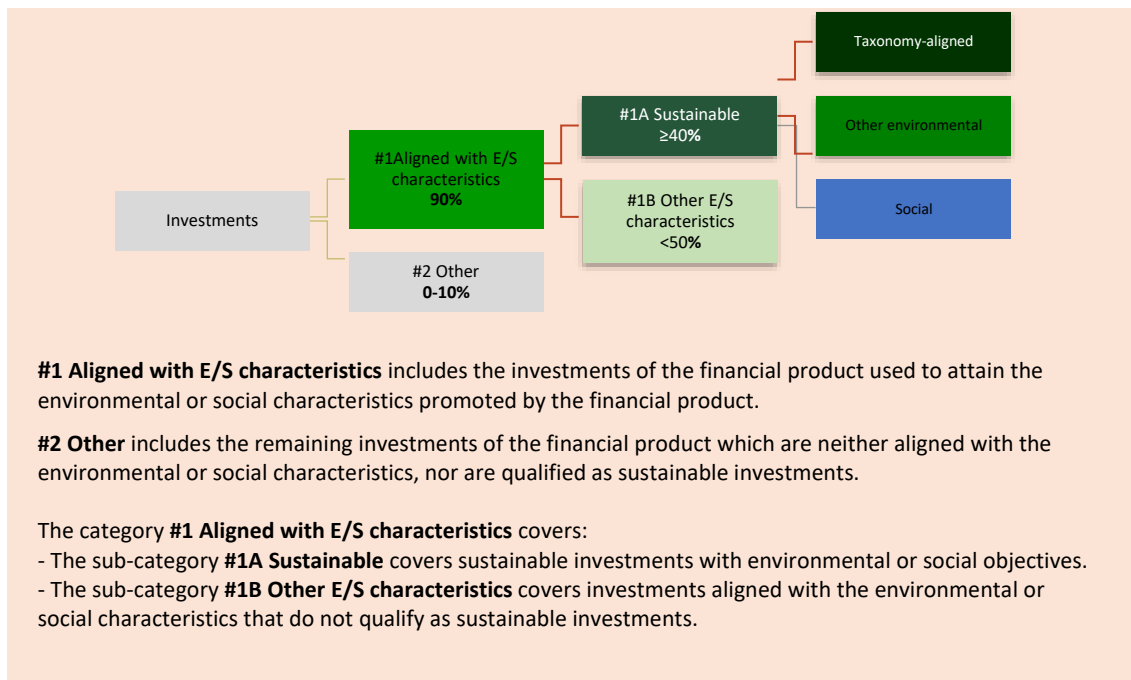 Taxonomy-aligned
#1A Sustainable
≥40%
Other environmental
#1Aligned with E/S
characteristics
90%
#1B Other E/S
characteristics
<50%
Social
Investments
#2 Other
0-10%
#1 Aligned with E/S characteristics includes the investments of the financial product used to attain the
environmental or social characteristics promoted by the financial product.
#2 Other includes the remaining investments of the financial product which are neither aligned with the
environmental or social characteristics, nor are qualified as sustainable investments.
The category #1 Aligned with E/S characteristics covers:
- The sub-category #1A Sustainable covers sustainable investments with environmental or social objectives.
- The sub-category #1B Other E/S characteristics covers investments aligned with the environmental or
social characteristics that do not qualify as sustainable investments.